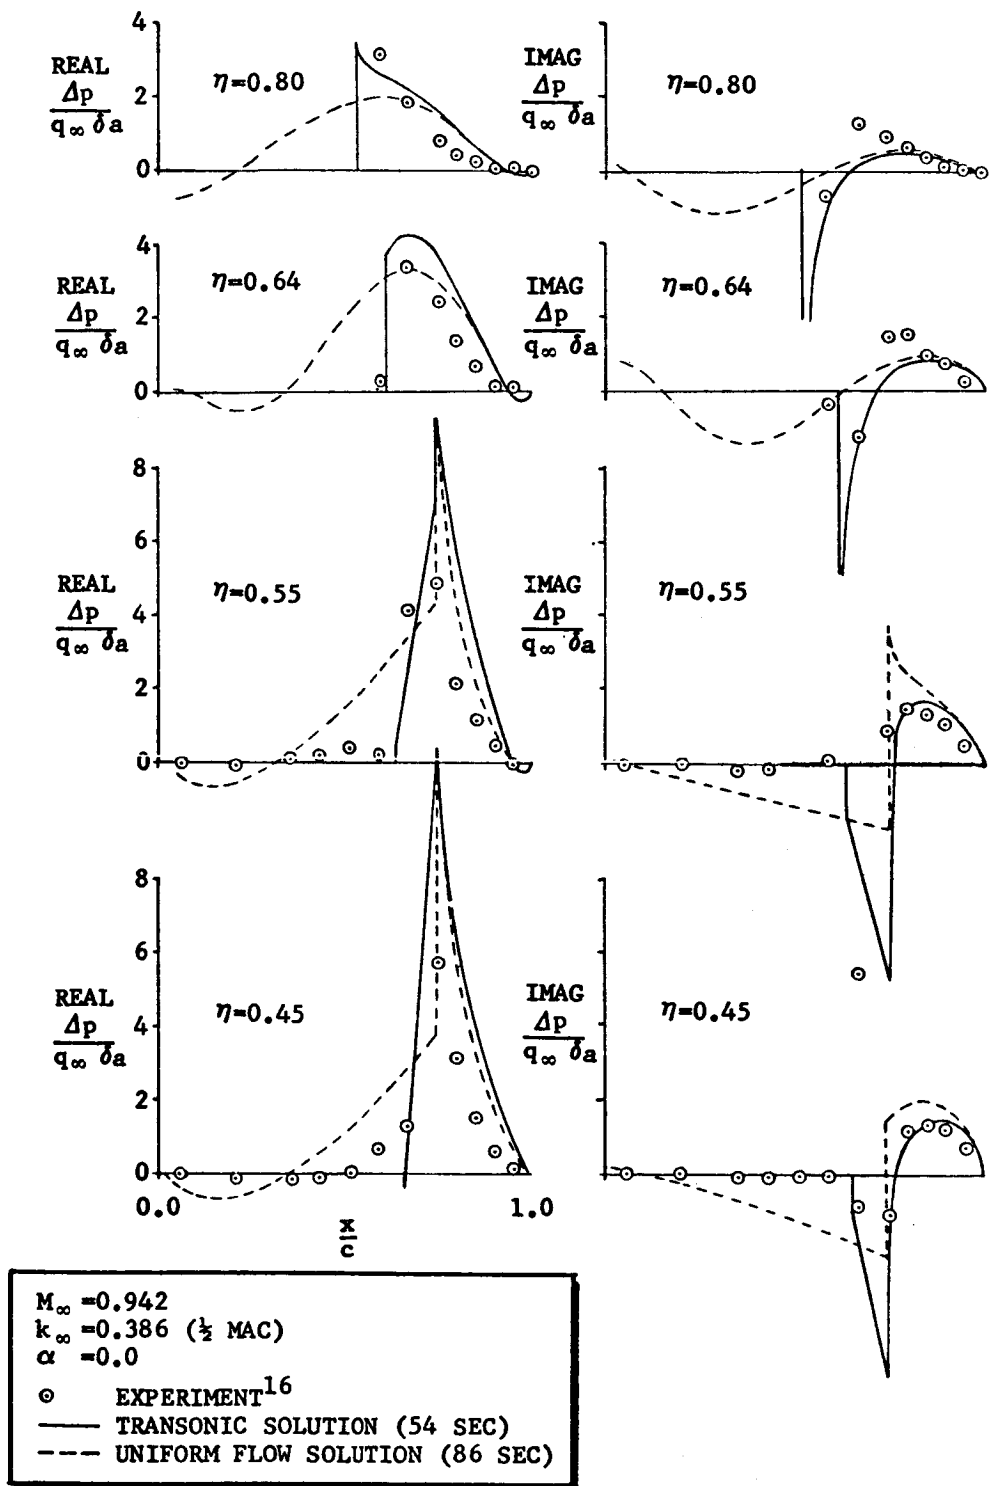 4
REAL
Δp
q∞ δa
2
0
η=0.80
IMAG
Δp
q∞ δa
η=0.80
4
REAL
Δp
q∞ δa
2
0
η=0.64
IMAG
Δp
q∞ δa
η=0.64
8
6
REAL
Δp
q∞ δa
4
2
0
η=0.55
IMAG
Δp
q∞ δa
η=0.55
8
6
REAL
Δp
q∞ δa
4
2
0
η=0.45
IMAG
Δp
q∞ δa
η=0.45
0.0
1.0
x
c
M∞ =0.942
k∞ =0.386 (½ MAC)
α =0.0
⊙ EXPERIMENT16
TRANSONIC SOLUTION (54 SEC)
UNIFORM FLOW SOLUTION (86 SEC)